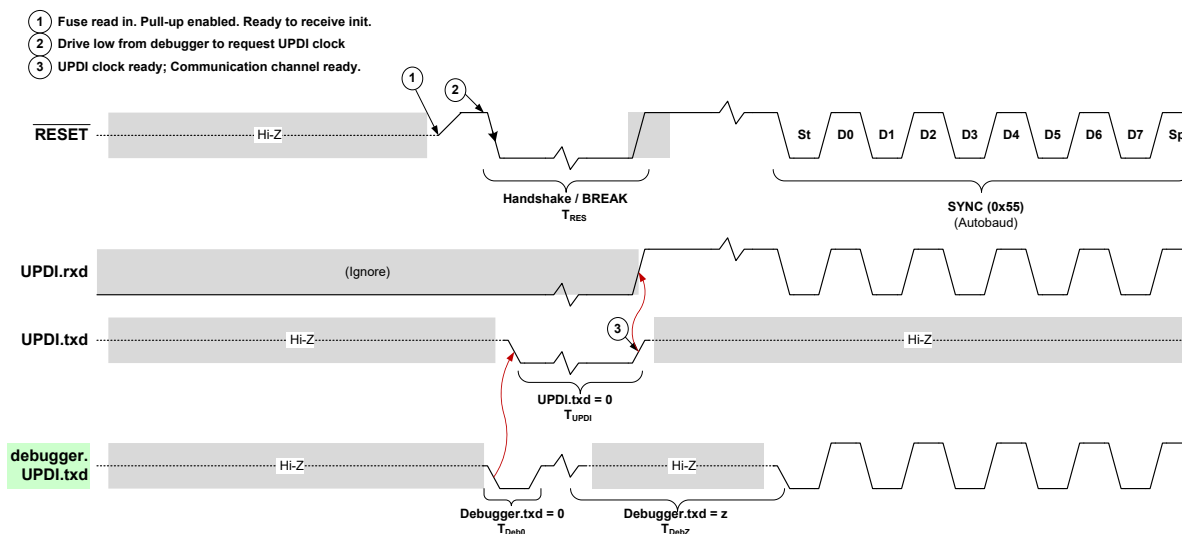 1 Fuse read in. Pull-up enabled. Ready to receive init.
2 Drive low from debugger to request UPDI clock
3 UPDI clock ready; Communication channel ready.
1
2
RESET
Hi-Z
St D0 D1 D2 D3 D4 D5 D6 D7 Sp
Handshake / BREAK
TRES
SYNC (0x55)
(Autobaud)
UPDI.rxd
(Ignore)
3
UPDI.txd
Hi-Z
Hi-Z
UPDI.txd = 0
TUPDI
debugger.
UPDI.txd
Hi-Z
Hi-Z
Debugger.txd = 0
TDeb0
Debugger.txd = z
TDebZ